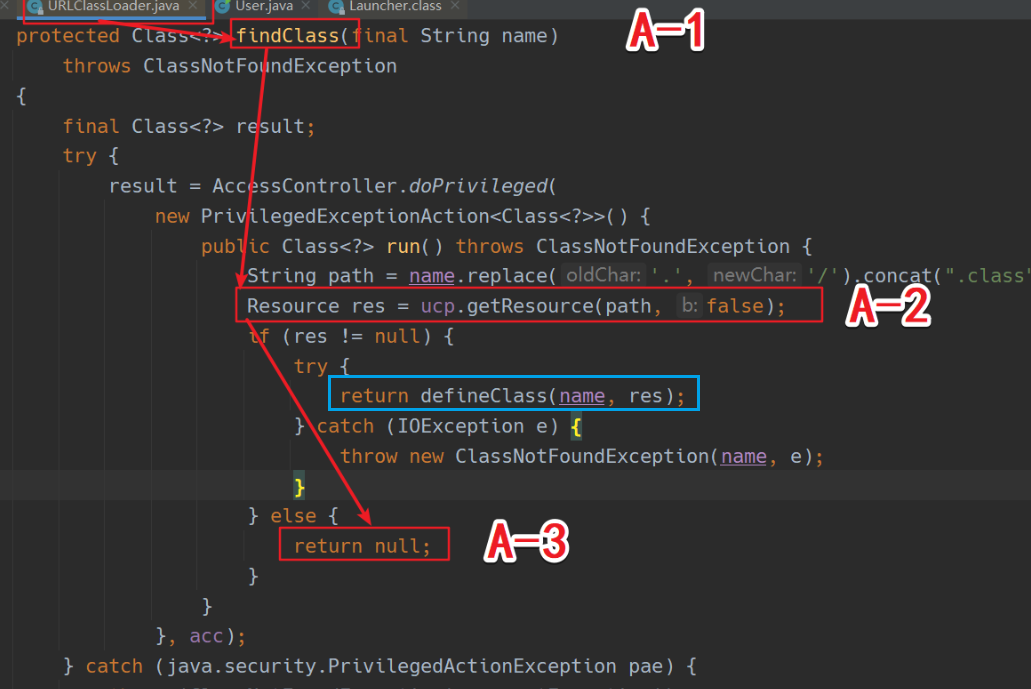 URLClassLoader.java User.java Launcher.class
A-1
protected Class<?> findClass(final String name)
throws ClassNotFoundException
{
final Class<?> result;
try {
result = AccessController.doPrivileged(
new PrivilegedExceptionAction<Class<?>>() {
public Class<?> run() throws ClassNotFoundException {
String path = name.replace( oldChar: '.', newChar: '/').concat(".class"
Resource res = ucp.getResource(path, b: false);
A-2
if (res != null) {
try {
return defineClass(name, res);
} catch (IOException e) {
throw new ClassNotFoundException(name, e);
}
} else {
return null;
A-3
}
}
}, acc);
} catch (java.security.PrivilegedActionException pae) {